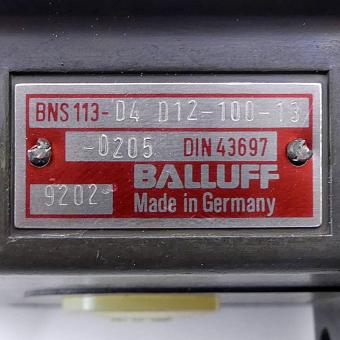 BNS 113-D4 D12-100-13
-0205 DIN 43697
BALLUFF
9202 Made in Germany